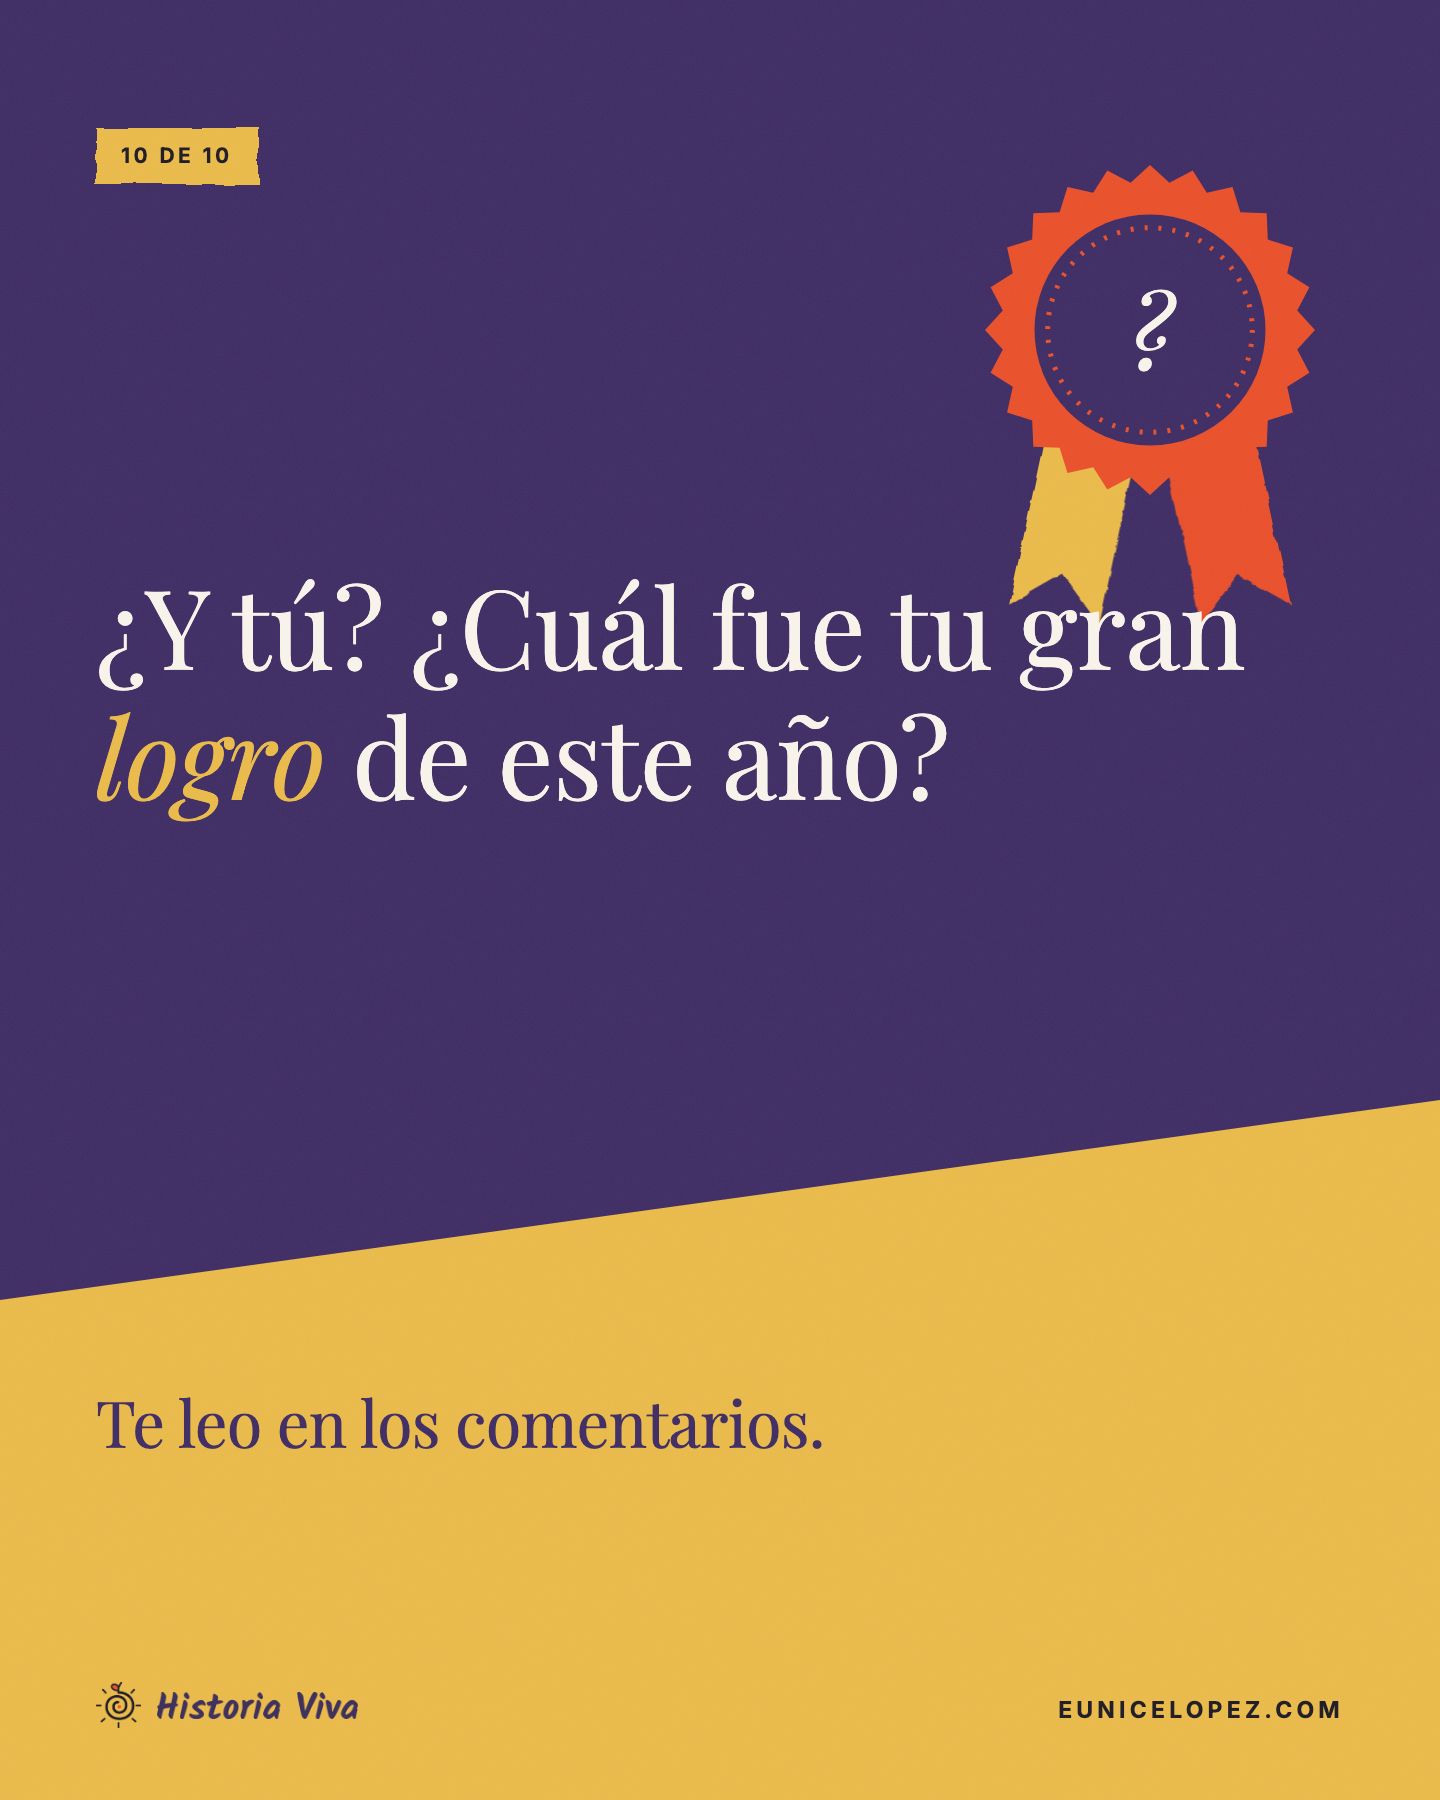 10 DE 10
?
¿Y tú? ¿Cuál fue tu gran
logro de este año?
Te leo en los comentarios.
Historia Viva
EUNICELOPEZ.COM